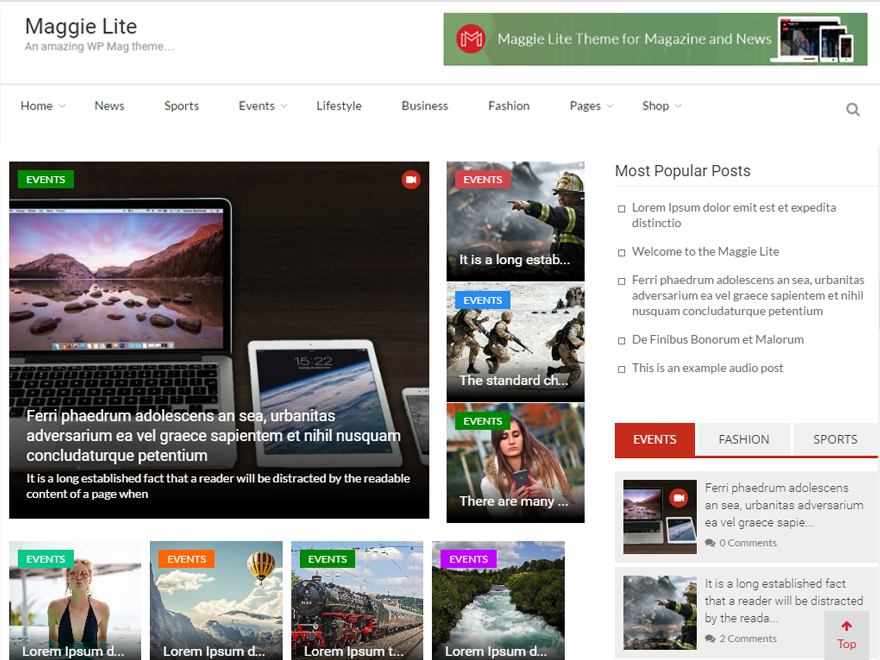 Maggie Lite
An amazing WP Mag theme...
Maggie Lite Theme for Magazine and News
Home
News
Sports
Events
Lifestyle
Business
Fashion
Pages
Shop
EVENTS
15:22
Ferri phaedrum adolescens an sea, urbanitas
adversarium ea vel graece sapientem et nihil nusquam
concludaturque petentium
It is a long established fact that a reader will be distracted by the readable
content of a page when
EVENTS
It is a long estab...
EVENTS
The standard ch...
EVENTS
There are many ...
EVENTS
Lorem Ipsum d...
EVENTS
Lorem Ipsum d...
EVENTS
Lorem Ipsum t...
EVENTS
Lorem Ipsum d...
Most Popular Posts
Lorem Ipsum dolor emit est et expedita
distinctio
Welcome to the Maggie Lite
Ferri phaedrum adolescens an sea, urbanitas
adversarium ea vel graece sapientem et nihil
nusquam concludaturque petentium
De Finibus Bonorum et Malorum
This is an example audio post
EVENTS
FASHION
SPORTS
Ferri phaedrum adolescens
an sea, urbanitas adversarium
ea vel graece sapie...
0 Comments
It is a long established fact
that a reader will be distracted
by the reada...
2 Comments
Top